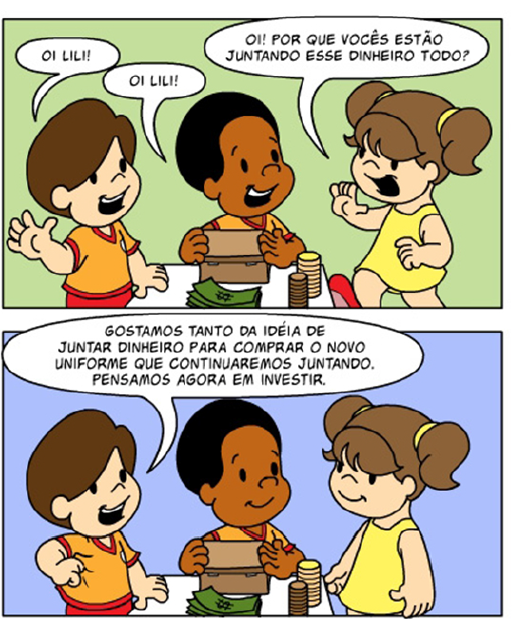 OI LILI!
OI LILI!
OI! POR QUE VOCÊS ESTÃO
JUNTANDO ESSE DINHEIRO TODO?
GOSTAMOS TANTO DA IDÉIA DE
JUNTAR DINHEIRO PARA COMPRAR O NOVO
UNIFORME QUE CONTINUAREMOS JUNTANDO.
PENSAMOS AGORA EM INVESTIR.